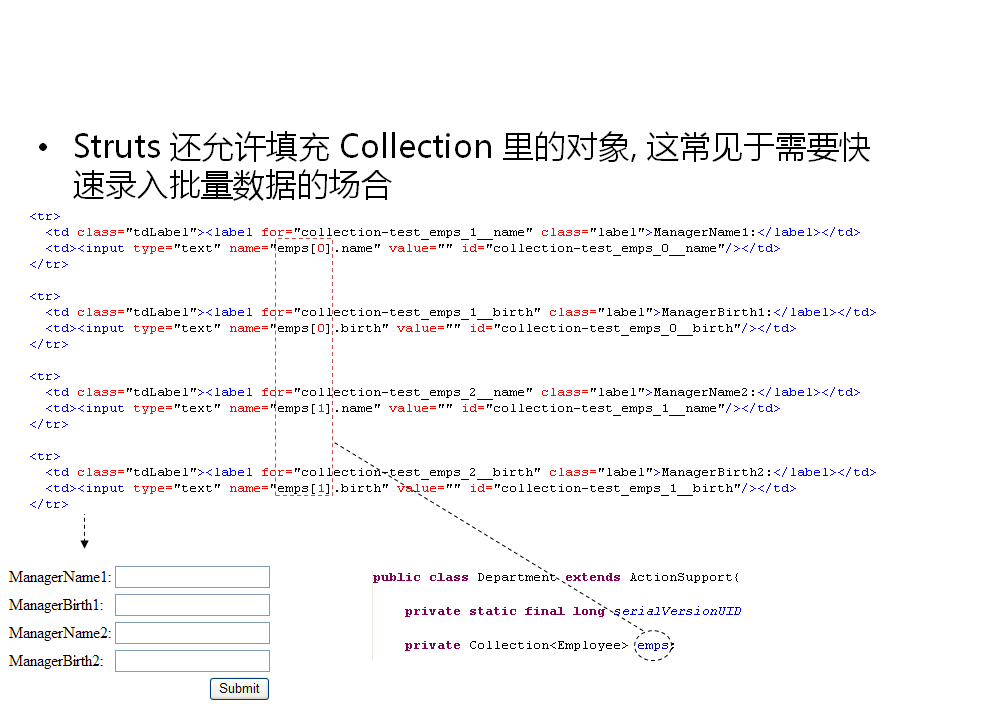 • Struts 还允许填充 Collection 里的对象, 这常见于需要快
速录入批量数据的场合
<tr>
<td class="tdLabel"><label for="collection-test_emps_1__name" class="label">ManagerName1:</label></td>
<td><input type="text" name="emps[0].name" value="" id="collection-test_emps_0__name"/></td>
</tr>
<tr>
<td class="tdLabel"><label for="collection-test_emps_1__birth" class="label">ManagerBirth1:</label></td>
<td><input type="text" name="emps[0].birth" value="" id="collection-test_emps_0__birth"/></td>
</tr>
<tr>
<td class="tdLabel"><label for="collection-test_emps_2__name" class="label">ManagerName2:</label></td>
<td><input type="text" name="emps[1].name" value="" id="collection-test_emps_1__name"/></td>
</tr>
<tr>
<td class="tdLabel"><label for="collection-test_emps_2__birth" class="label">ManagerBirth2:</label></td>
<td><input type="text" name="emps[1].birth" value="" id="collection-test_emps_1__birth"/></td>
</tr>
ManagerName1:
ManagerBirth1:
ManagerName2:
ManagerBirth2:
Submit
public class Department extends ActionSupport{
private static final long serialVersionUID
private Collection<Employee> emps;